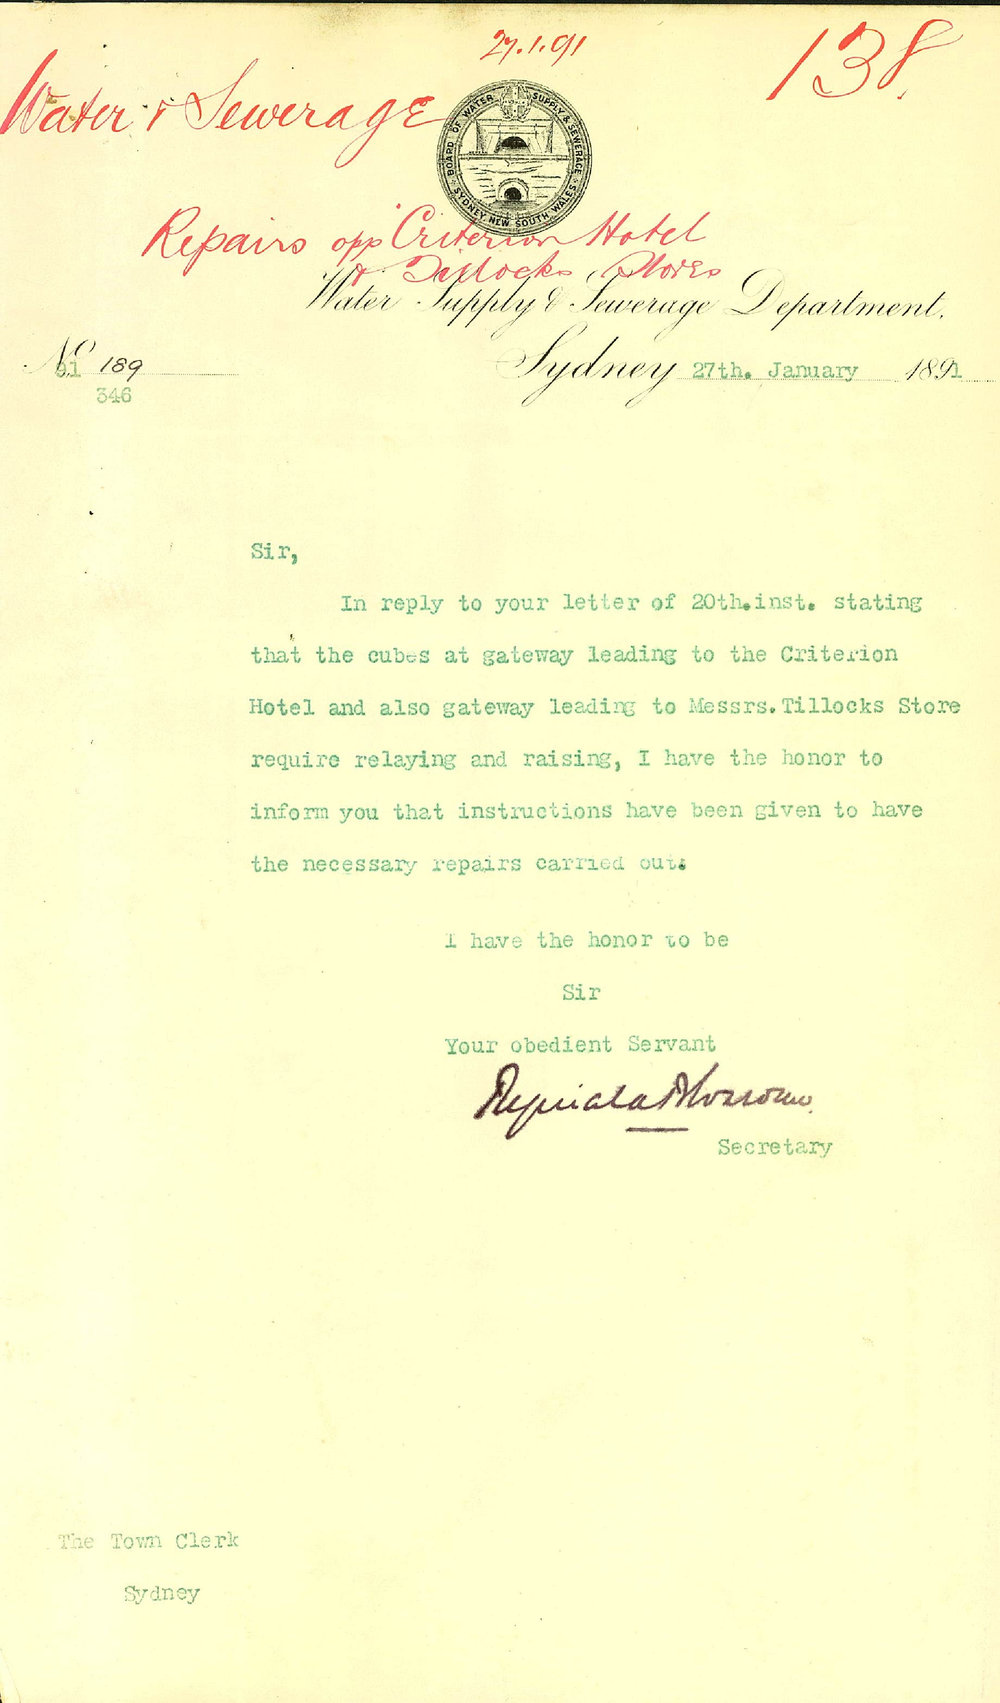 27.1.91
138
Water & Sewerage
BOARD OF WATER SUPPLY & SEWERAGE
SYDNEY NEW SOUTH WALES
Repairs opp Criterion Hotel
& Tillocks Stores
Water Supply & Sewerage Department.
No 91 189
346
Sydney 27th. January 1891
Sir,
In reply to your letter of 20th.inst. stating
that the cubes at gateway leading to the Criterion
Hotel and also gateway leading to Messrs.Tillocks Store
require relaying and raising, I have the honor to
inform you that instructions have been given to have
the necessary repairs carried out.
I have the honor to be
Sir
Your obedient Servant
Secretary
The Town Clerk
Sydney